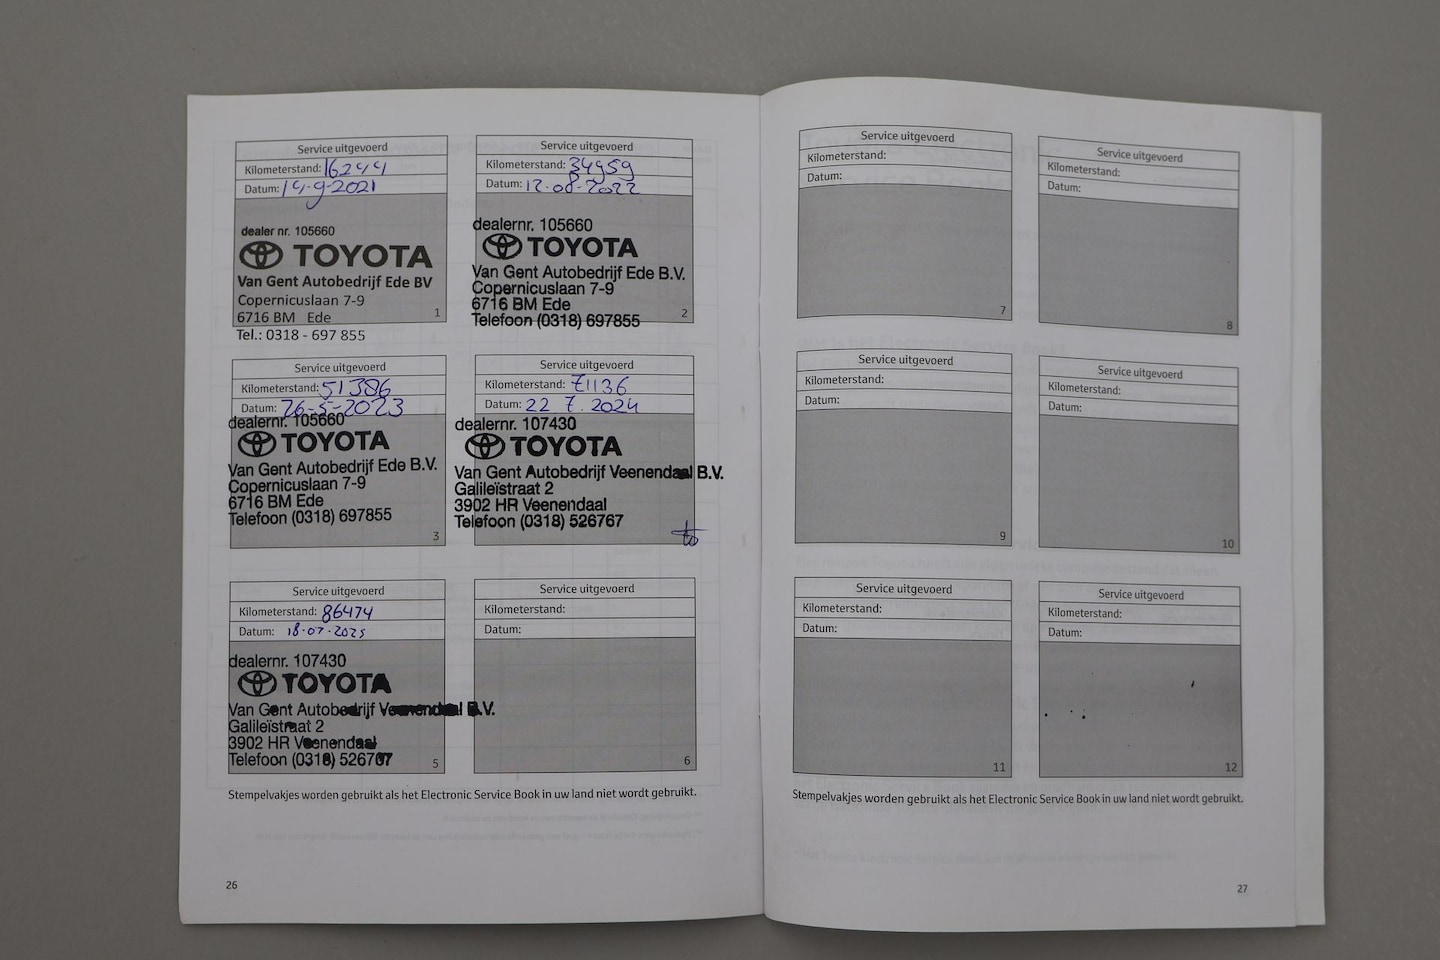 Service uitgevoerd
Kilometerstand: 16244
Datum: 14-9-2021
dealer nr. 105660
TOYOTA
Van Gent Autobedrijf Ede BV
Copernicuslaan 7-9
6716 BM Ede
1
Tel.: 0318 - 697 855
Service uitgevoerd
Kilometerstand: 34959
Datum: 12-08-2022
dealernr. 105660
TOYOTA
Van Gent Autobedrijf Ede B.V.
Copernicuslaan 7-9
6716 BM Ede
Telefoon (0318) 697855
2
Service uitgevoerd
Kilometerstand: 51386
Datum: 26-5-2023
dealernr. 105660
TOYOTA
Van Gent Autobedrijf Ede B.V.
Copernicuslaan 7-9
6716 BM Ede
Telefoon (0318) 697855
3
Service uitgevoerd
Kilometerstand: 71136
Datum: 22 7. 2024
dealernr. 107430
TOYOTA
Van Gent Autobedrijf Veenendaal B.V.
Galileïstraat 2
3902 HR Veenendaal
Telefoon (0318) 526767
Service uitgevoerd
Kilometerstand: 86474
Datum: 18-07-2025
dealernr. 107430
TOYOTA
Van Gent Autobedrijf Veenendaal B.V.
Galileïstraat 2
3902 HR Veenendaal
Telefoon (0318) 526767
5
Service uitgevoerd
Kilometerstand:
Datum:
6
Stempelvakjes worden gebruikt als het Electronic Service Book in uw land niet wordt gebruikt.
26
Service uitgevoerd
Kilometerstand:
Datum:
7
Service uitgevoerd
Kilometerstand:
Datum:
8
Service uitgevoerd
Kilometerstand:
Datum:
9
Service uitgevoerd
Kilometerstand:
Datum:
10
Service uitgevoerd
Kilometerstand:
Datum:
11
Service uitgevoerd
Kilometerstand:
Datum:
12
Stempelvakjes worden gebruikt als het Electronic Service Book in uw land niet wordt gebruikt.
27